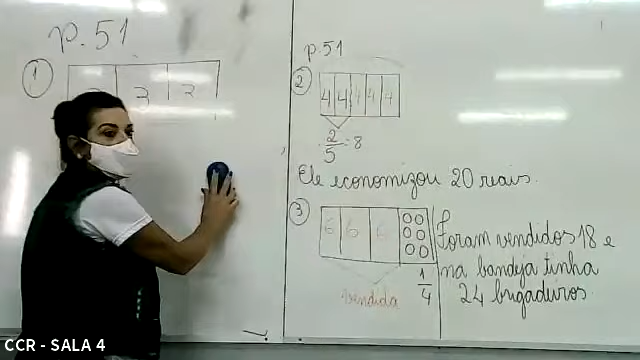 p.51
1
3 2
p.51
2
4 4 4 4 4
2/5 = 8
Ele economizou 20 reais.
3
6 6 6
Foram vendidos 18 e
na bandeja tinha
24 brigadeiros.
vendida
1/4
CCR - SALA 4